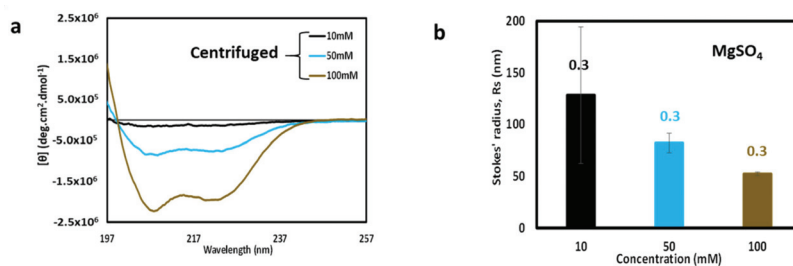 a
2.5x10⁶
1.5x10⁶
5.0x10⁵
-5.0x10⁵
-1.5x10⁶
-2.5x10⁶
[θ] (deg.cm².dmol⁻¹)
Centrifuged
10mM
50mM
100mM
197
217
237
257
Wavelength (nm)
b
MgSO₄
200
150
100
50
0
Stokes' radius, Rs (nm)
0.3
0.3
0.3
10
50
100
Concentration (mM)